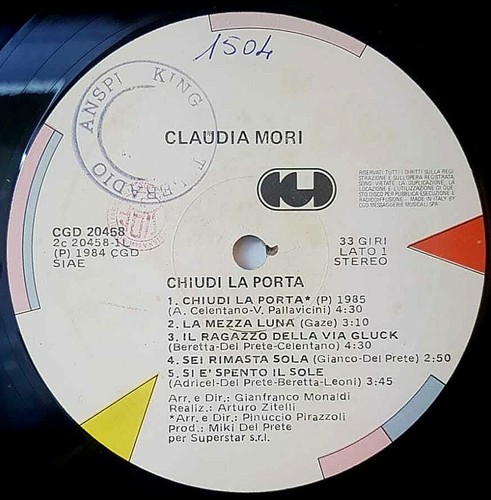 1504
ANSPI KING TELERADIO
CLAUDIA MORI
RISERVATI TUTTI I DIRITTI SULLA REGI
STRAZIONE E SULL'OPERA REGISTRATA.
SONO VIETATE LA DUPLICAZIONE, LA
LOCAZIONE E L'UTILIZZAZIONE DI QUE
STO DISCO PER PUBBLICA ESECUZIONE E
RADIODIFFUSIONE - MADE IN ITALY BY
CGD MESSAGGERIE MUSICALI SPA
CGD 20458
2c 20458-1L
(P) 1984 CGD
SIAE
33 GIRI
LATO 1
STEREO
CHIUDI LA PORTA
1. CHIUDI LA PORTA* (P) 1985
(A. Celentano-V. Pallavicini) 4:30
2. LA MEZZA LUNA (Gaze) 3:10
3. IL RAGAZZO DELLA VIA GLUCK
(Beretta-Del Prete-Celentano) 4:30
4. SEI RIMASTA SOLA (Gianco-Del Prete) 2:50
5. SI E' SPENTO IL SOLE
(Adricel-Del Prete-Beretta-Leoni) 3:45
Arr. e Dir.: Gianfranco Monaldi
Realiz.: Arturo Zitelli
*Arr. e Dir.: Pinuccio Pirazzoli
Prod.: Miki Del Prete
per Superstar s.r.l.